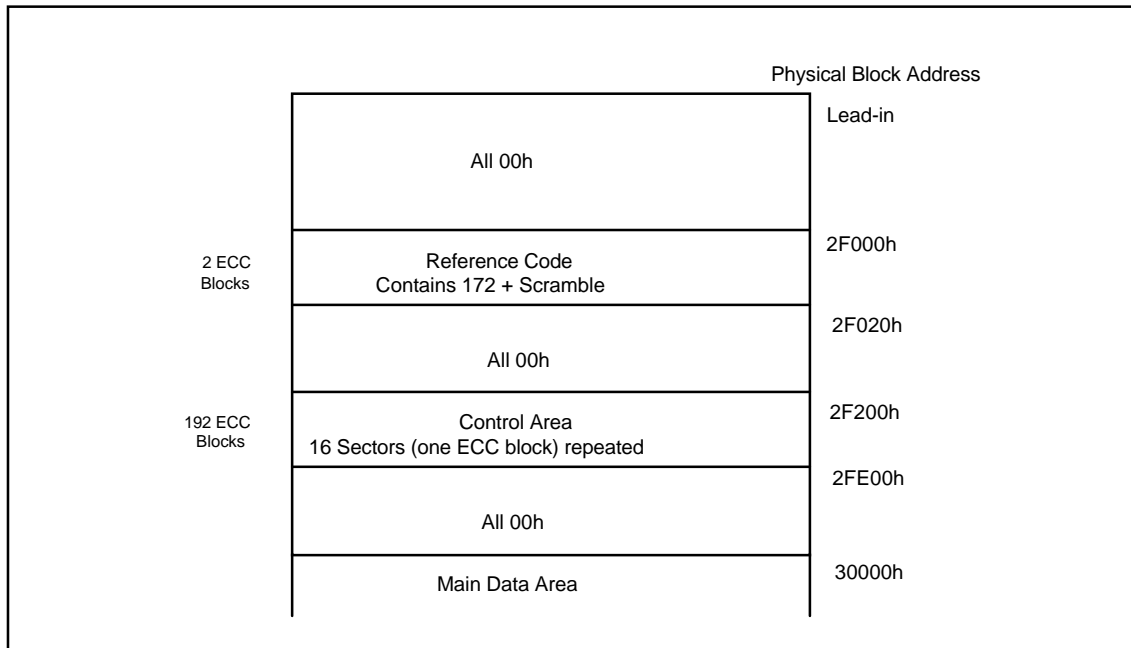 Physical Block Address
Lead-in
All 00h
2F000h
2 ECC
Blocks
Reference Code
Contains 172 + Scramble
2F020h
All 00h
2F200h
192 ECC
Blocks
Control Area
16 Sectors (one ECC block) repeated
2FE00h
All 00h
30000h
Main Data Area